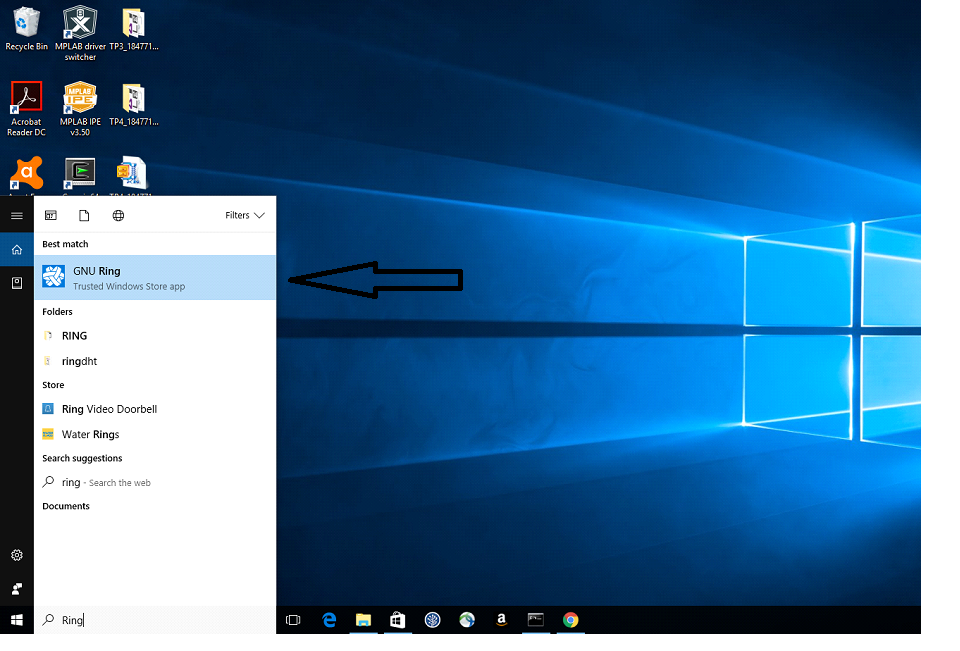 Recycle Bin
MPLAB driver switcher
TP3_184771...
Acrobat Reader DC
MPLAB IPE v3.50
TP4_184771...
Filters
Best match
GNU Ring
Trusted Windows Store app
Folders
RING
ringdht
Store
Ring Video Doorbell
Water Rings
Search suggestions
ring - Search the web
Documents
Ring